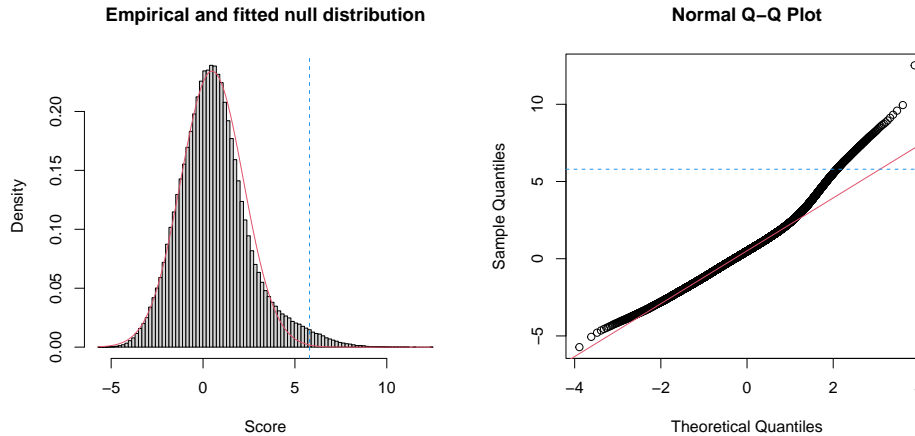 Empirical and fitted null distribution
Density
0.00
0.05
0.10
0.15
0.20
−5
0
5
10
Score
Normal Q−Q Plot
Sample Quantiles
−5
0
5
10
−4
−2
0
2
Theoretical Quantiles